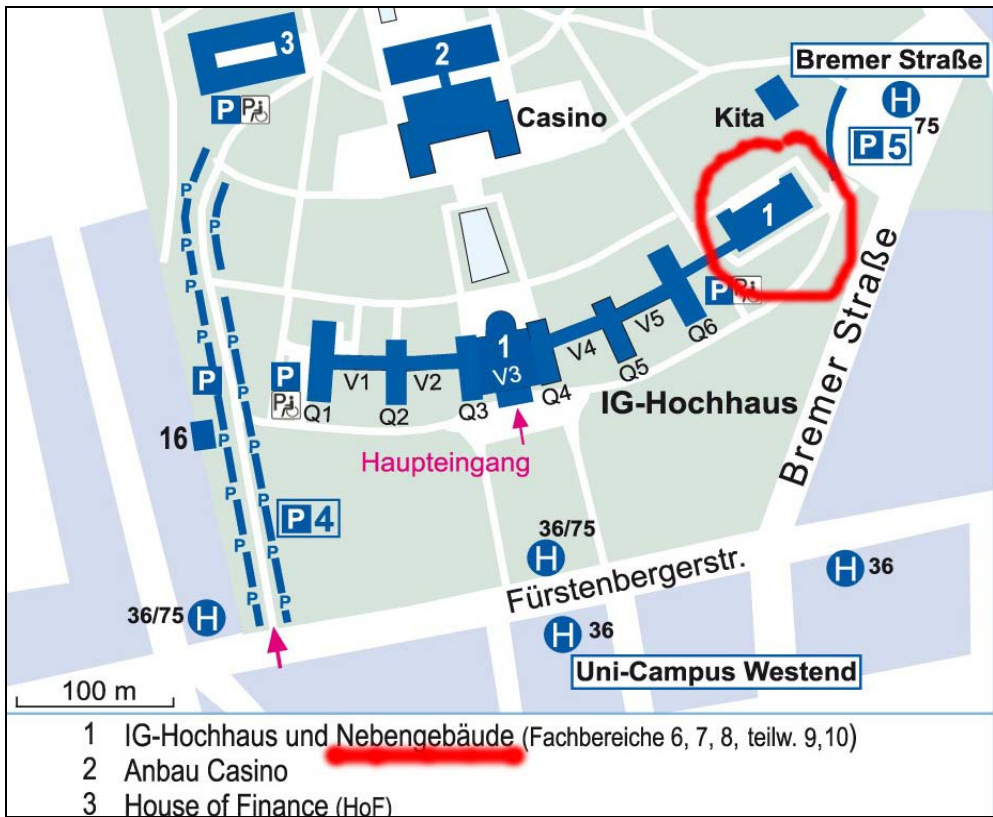 3
2
Bremer Straße
H
75
P
P
Casino
Kita
P 5
1
P
P
P
P
P
P
P
P
P
P
P
Bremer Straße
1
V3
V1
V2
V4
V5
Q1
Q2
Q3
Q4
Q5
Q6
P
P
P
P
IG-Hochhaus
P
P
P
P
16
Haupteingang
P
P
P
P
P 4
P
P
P
P
36/75
H
Fürstenbergerstr.
H
36
36/75
H
H
36
Uni-Campus Westend
100 m
1 IG-Hochhaus und Nebengebäude (Fachbereiche 6, 7, 8, teilw. 9,10)
2 Anbau Casino
3 House of Finance (HoF)